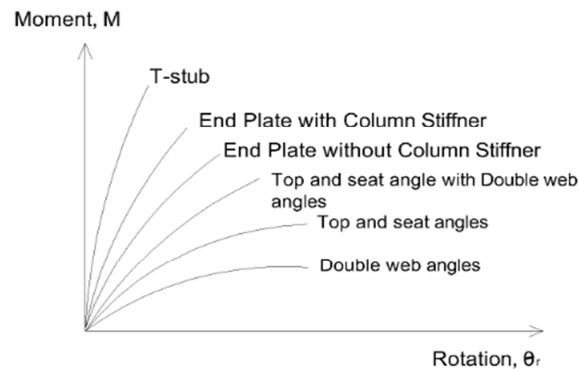 Moment, M
T-stub
End Plate with Column Stiffner
End Plate without Column Stiffner
Top and seat angle with Double web
angles
Top and seat angles
Double web angles
Rotation, θr